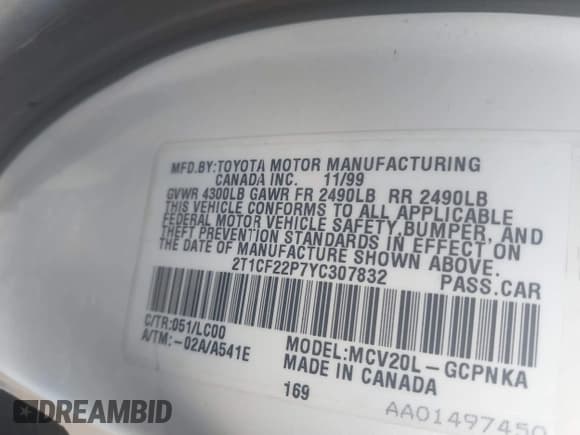 MFD.BY:TOYOTA MOTOR MANUFACTURING
CANADA INC. 11/99
GVWR 4300LB GAWR FR 2490LB RR 2490LB
THIS VEHICLE CONFORMS TO ALL APPLICABLE
FEDERAL MOTOR VEHICLE SAFETY,BUMPER, AND
THEFT PREVENTION STANDARDS IN EFFECT ON
THE DATE OF MANUFACTURE SHOWN ABOVE.
2T1CF22P7YC307832 PASS.CAR
C/TR:051/LC00 MODEL:MCV20L-GCPNKA
A/TM:-02A/A541E MADE IN CANADA
169
AA01497450
DREAMBID